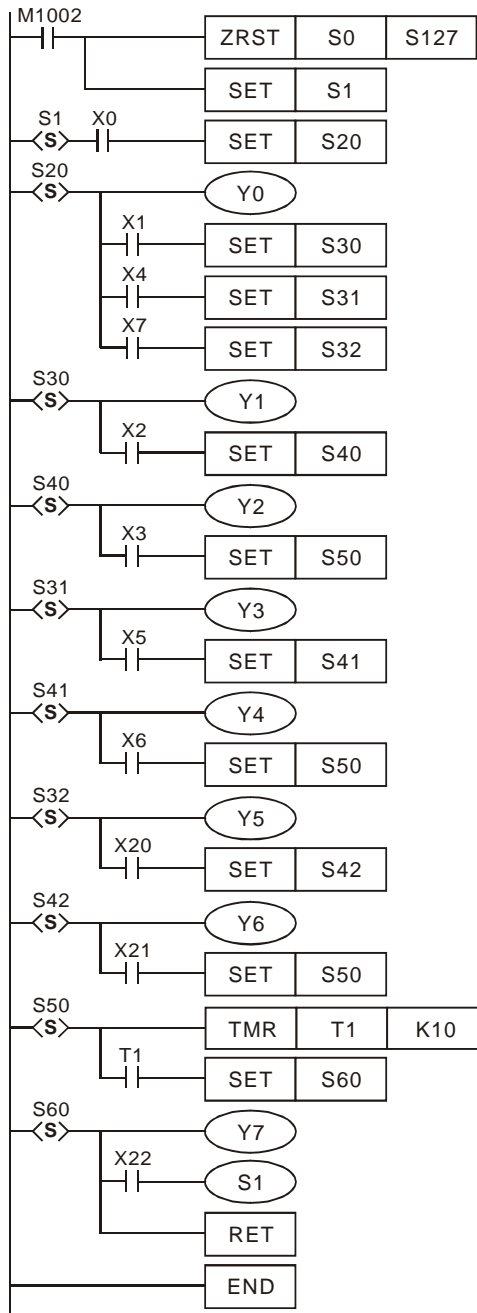 M1002
ZRST S0 S127
SET S1
S1 X0
S SET S20
S20
S Y0
X1
SET S30
X4
SET S31
X7
SET S32
S30
S Y1
X2
SET S40
S40
S Y2
X3
SET S50
S31
S Y3
X5
SET S41
S41
S Y4
X6
SET S50
S32
S Y5
X20
SET S42
S42
S Y6
X21
SET S50
S50
S TMR T1 K10
T1
SET S60
S60
S Y7
X22
S1
RET
END